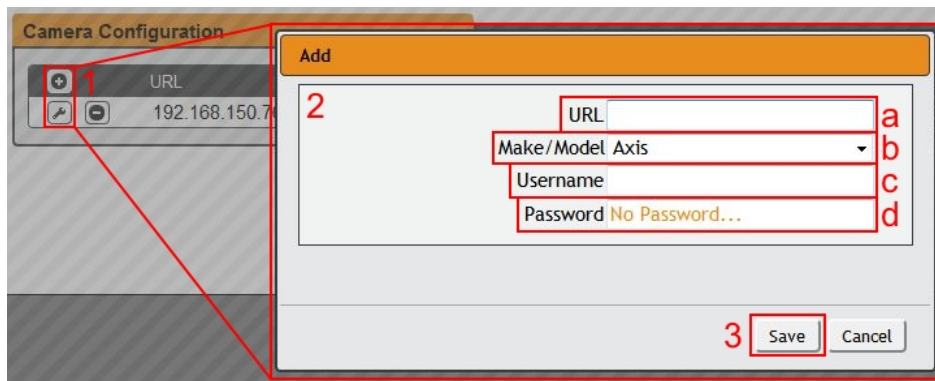 Camera Configuration
1 URL
192.168.150.7
Add
2
URL a
Make/Model Axis b
Username c
Password No Password... d
3 Save Cancel